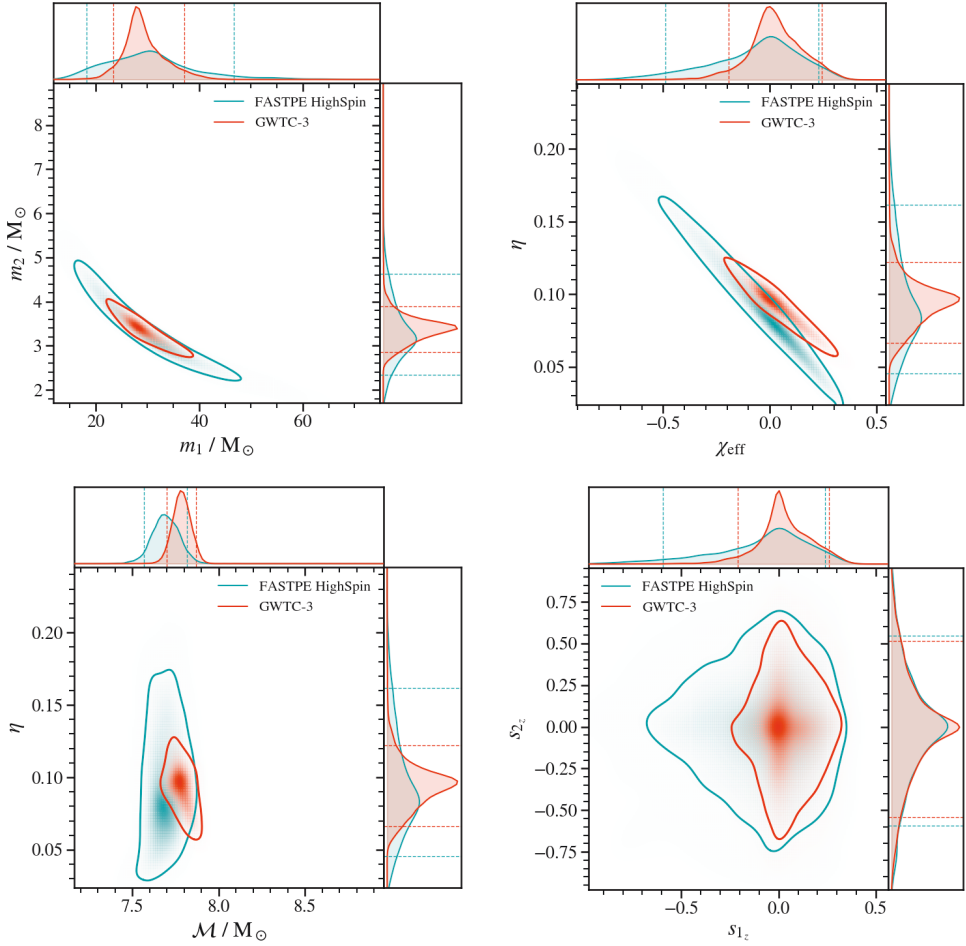 FASTPE HighSpin
GWTC-3
8
7
6
5
4
3
2
m₂ / M⊙
20
40
60
m₁ / M⊙
FASTPE HighSpin
GWTC-3
0.20
0.15
0.10
0.05
η
−0.5
0.0
0.5
χeff
FASTPE HighSpin
GWTC-3
0.20
0.15
0.10
0.05
η
7.5
8.0
8.5
ℳ / M⊙
FASTPE HighSpin
GWTC-3
0.75
0.50
0.25
0.00
−0.25
−0.50
−0.75
s₂z
−0.5
0.0
0.5
s₁z